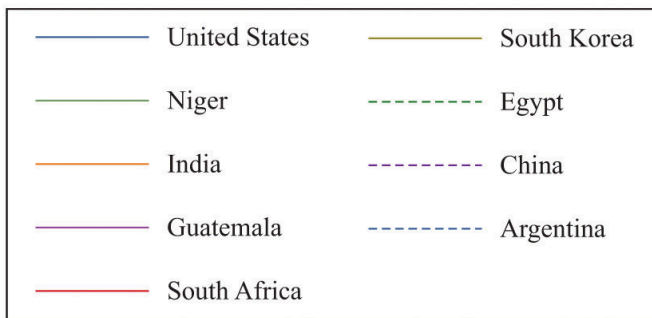 United States
South Korea
Niger
Egypt
India
China
Guatemala
Argentina
South Africa